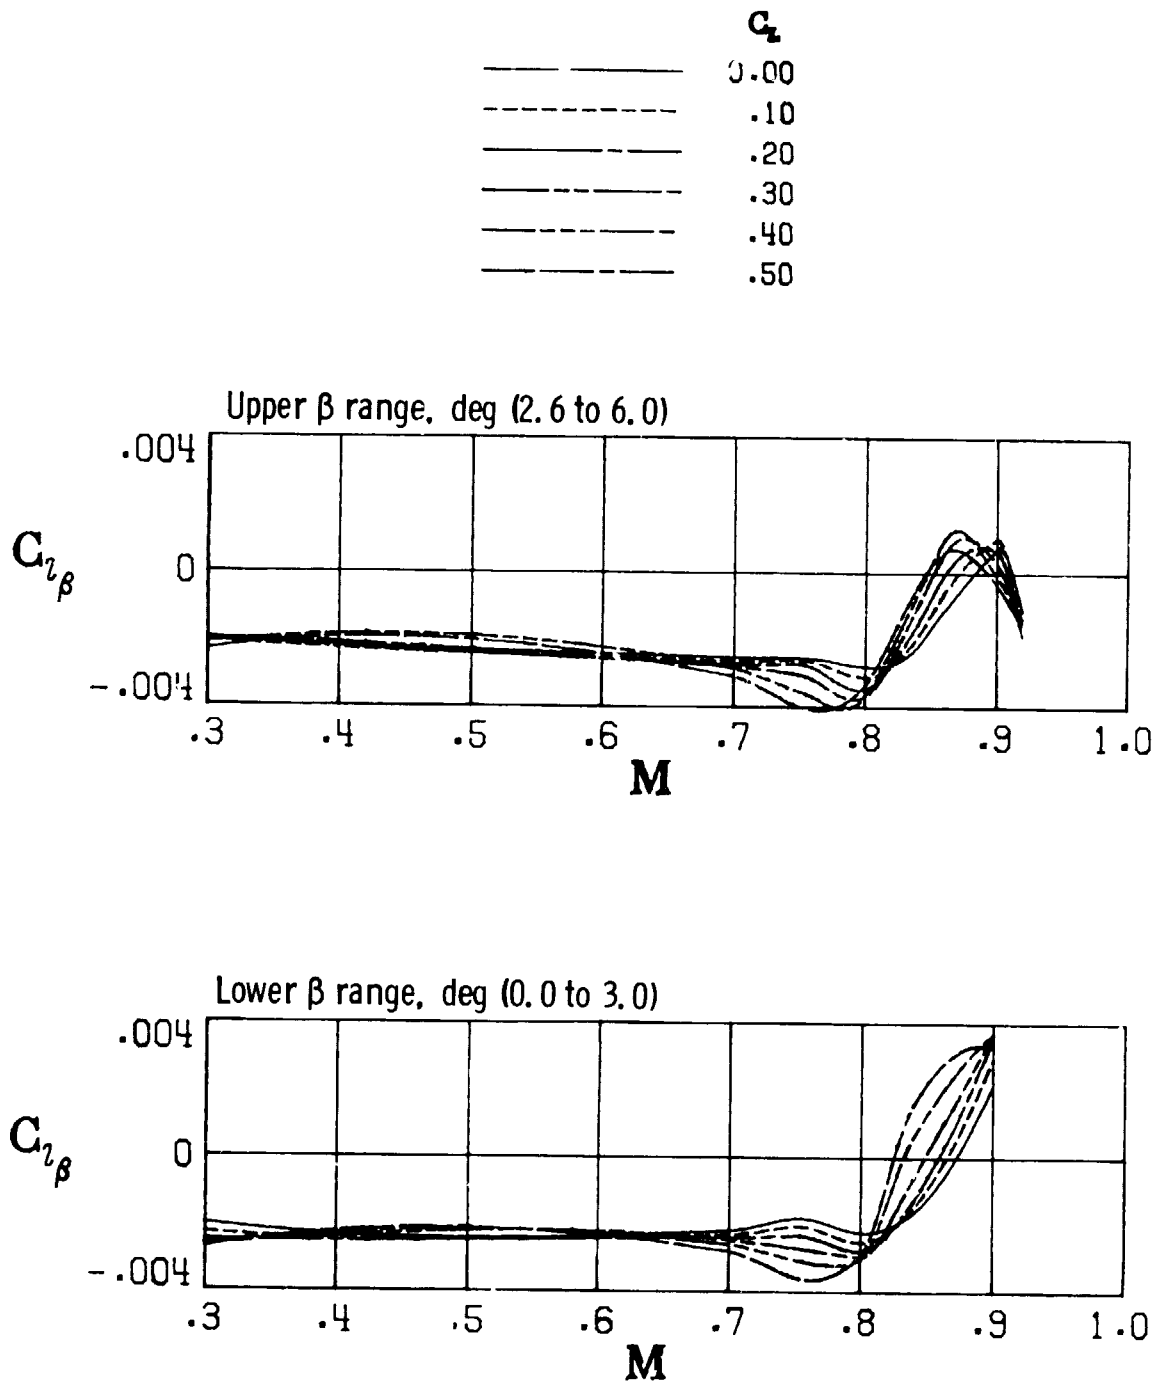 C_L
0.00
.10
.20
.30
.40
.50
Upper β range, deg (2.6 to 6.0)
.004
C_lβ
0
-.004
.3 .4 .5 .6 .7 .8 .9 1.0
M
Lower β range, deg (0.0 to 3.0)
.004
C_lβ
0
-.004
.3 .4 .5 .6 .7 .8 .9 1.0
M